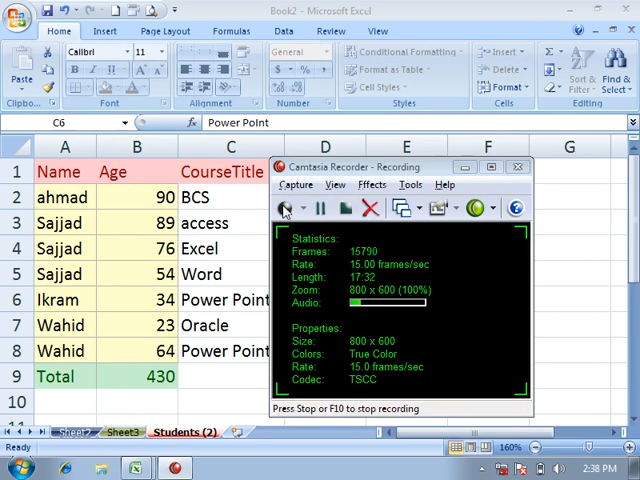 Book2 - Microsoft Excel
Home Insert Page Layout Formulas Data Review View
Paste
Calibri 11
General
Conditional Formatting
Format as Table
Cell Styles
Insert
Delete
Format
Sort & Filter
Find & Select
Clipboard Font Alignment Number Styles Cells Editing
C6 Power Point
A B C D E F G
1 Name Age CourseTitle
2 ahmad 90 BCS
3 Sajjad 89 access
4 Sajjad 76 Excel
5 Sajjad 54 Word
6 Ikram 34 Power Point
7 Wahid 23 Oracle
8 Wahid 64 Power Point
9 Total 430
10
Camtasia Recorder - Recording
Capture View Effects Tools Help
Statistics:
Frames: 15790
Rate: 15.00 frames/sec
Length: 17:32
Zoom: 800 x 600 (100%)
Audio:
Properties:
Size: 800 x 600
Colors: True Color
Rate: 15.0 frames/sec
Codec: TSCC
Press Stop or F10 to stop recording
Sheet2 Sheet3 Students (2)
Ready 160%
2:38 PM